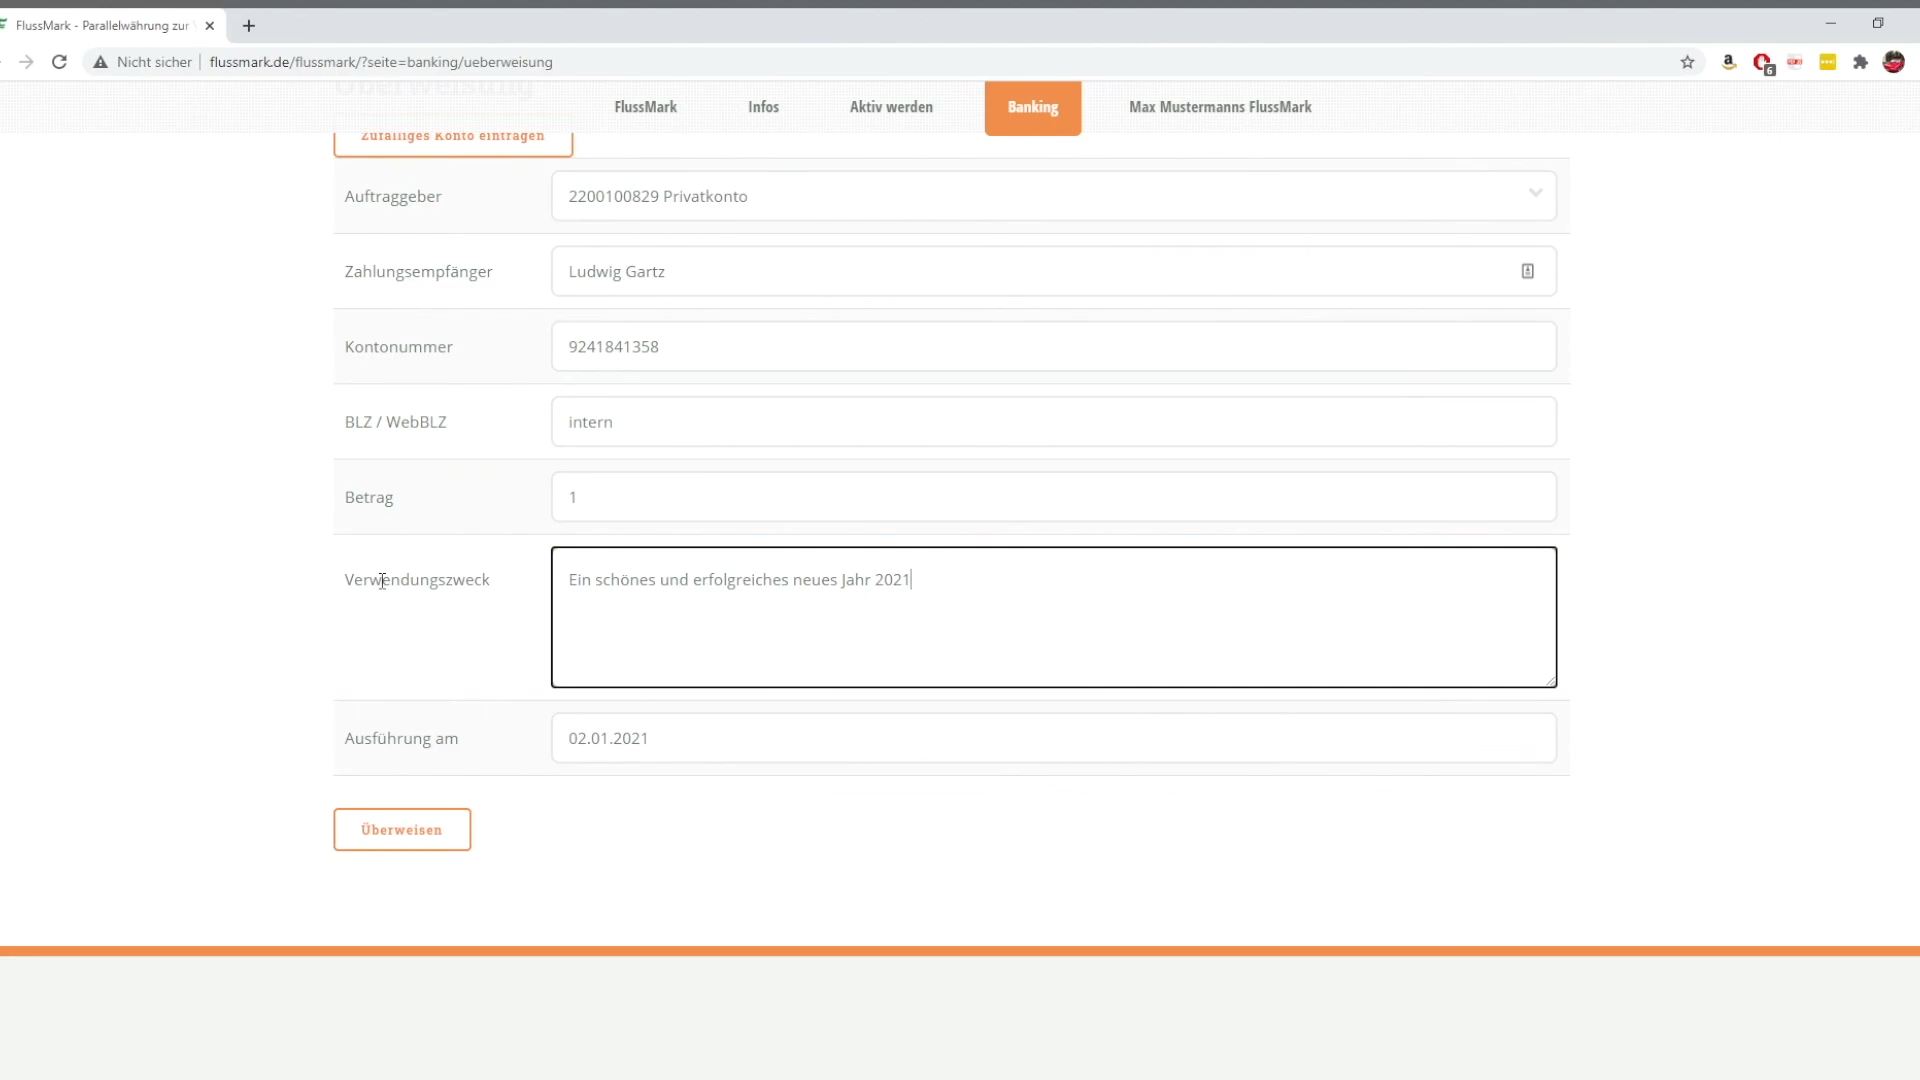 FlussMark - Parallelwährung zur
Nicht sicher
flussmark.de/flussmark/?seite=banking/ueberweisung
6
Überweisung
FlussMark
Infos
Aktiv werden
Banking
Max Mustermanns FlussMark
Zufälliges Konto eintragen
Auftraggeber
2200100829 Privatkonto
Zahlungsempfänger
Ludwig Gartz
Kontonummer
9241841358
BLZ / WebBLZ
intern
Betrag
1
Verwendungszweck
Ein schönes und erfolgreiches neues Jahr 2021
Ausführung am
02.01.2021
Überweisen